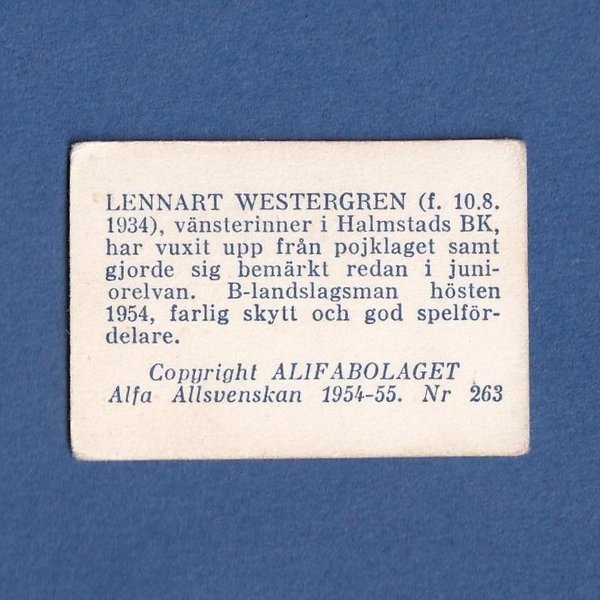 LENNART WESTERGREN (f. 10.8.
1934), vänsterinner i Halmstads BK,
har vuxit upp från pojklaget samt
gjorde sig bemärkt redan i juni-
orelvan. B-landslagsman hösten
1954, farlig skytt och god spelför-
delare.
Copyright ALIFABOLAGET
Alfa Allsvenskan 1954-55. Nr 263